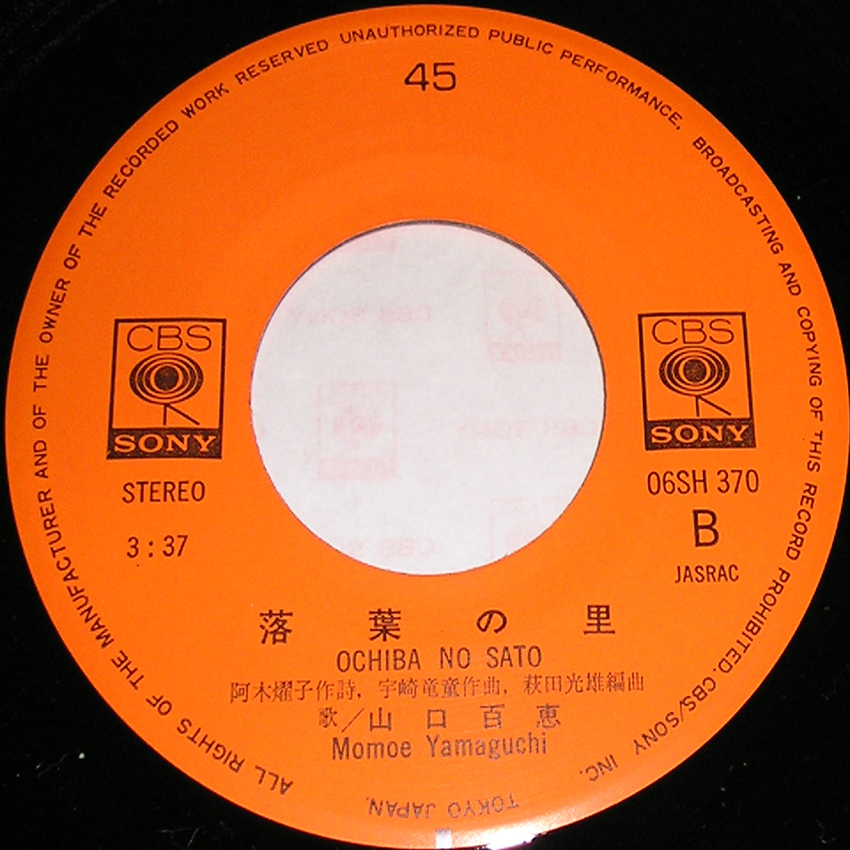 ALL RIGHTS OF THE MANUFACTURER AND OF THE OWNER OF THE RECORDED WORK RESERVED UNAUTHORIZED PUBLIC PERFORMANCE, BROADCASTING AND COPYING OF THIS RECORD PROHIBITED. CBS/SONY INC. TOKYO JAPAN.
45
CBS
SONY
STEREO
3:37
CBS
SONY
06SH 370
B
JASRAC
落葉の里
OCHIBA NO SATO
阿木燿子作詩, 宇崎竜童作曲, 萩田光雄編曲
歌/山口百恵
Momoe Yamaguchi